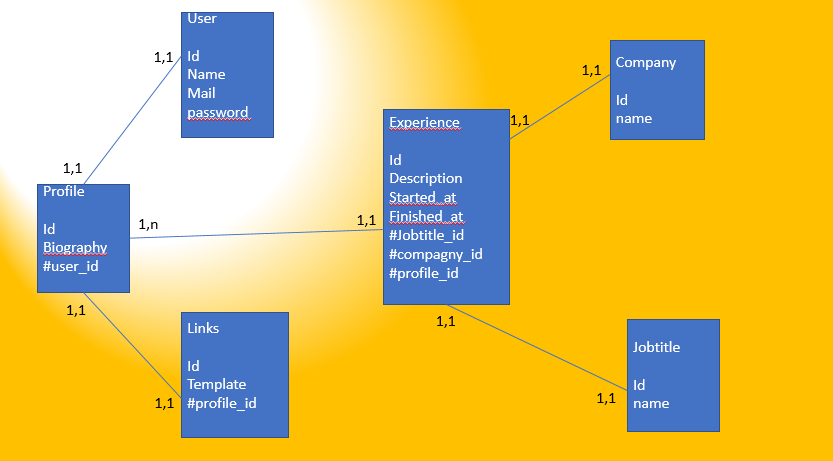 User
Id
Name
Mail
password
1,1
1,1
Profile
Id
Biography
#user_id
1,n
1,1
1,1
Links
Id
Template
#profile_id
1,1
Experience
Id
Description
Started_at
Finished_at
#Jobtitle_id
#compagny_id
#profile_id
1,1
1,1
Company
Id
name
1,1
1,1
Jobtitle
Id
name